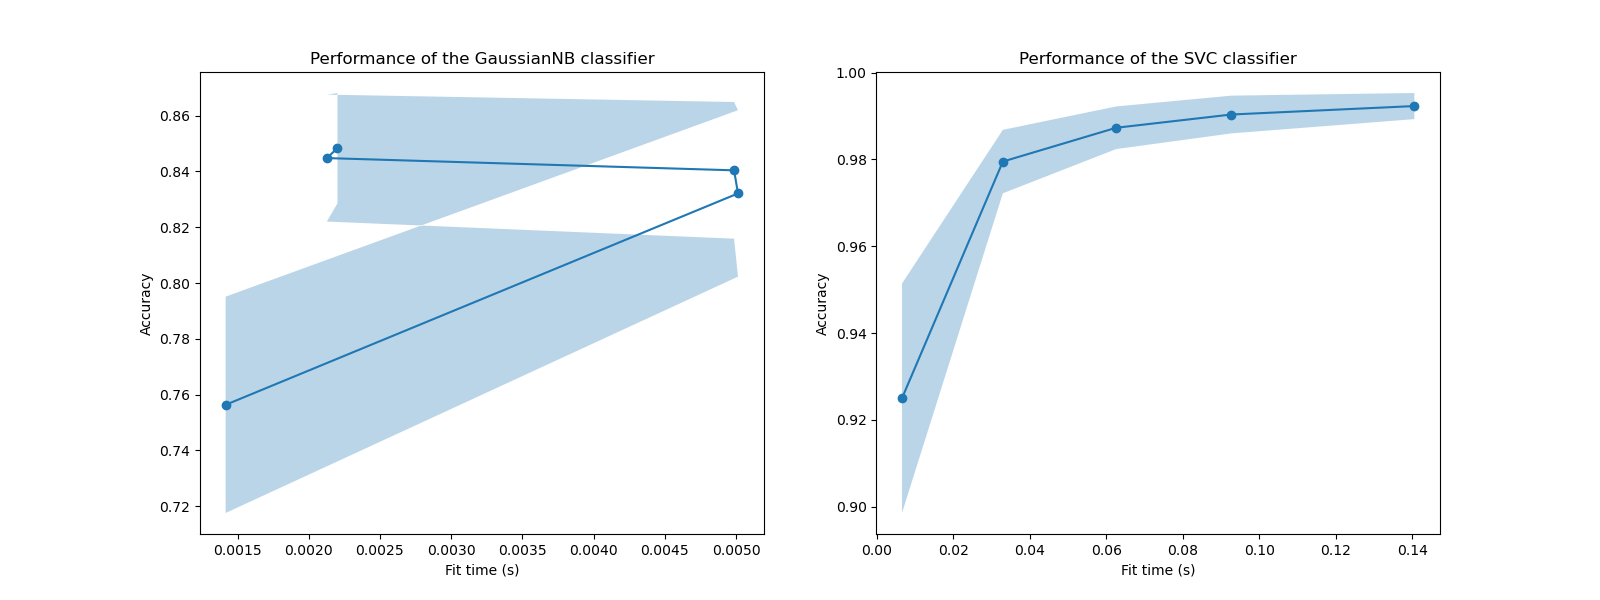 Performance of the GaussianNB classifier
Accuracy
0.86
0.84
0.82
0.80
0.78
0.76
0.74
0.72
0.0015 0.0020 0.0025 0.0030 0.0035 0.0040 0.0045 0.0050
Fit time (s)
Performance of the SVC classifier
Accuracy
1.00
0.98
0.96
0.94
0.92
0.90
0.00 0.02 0.04 0.06 0.08 0.10 0.12 0.14
Fit time (s)